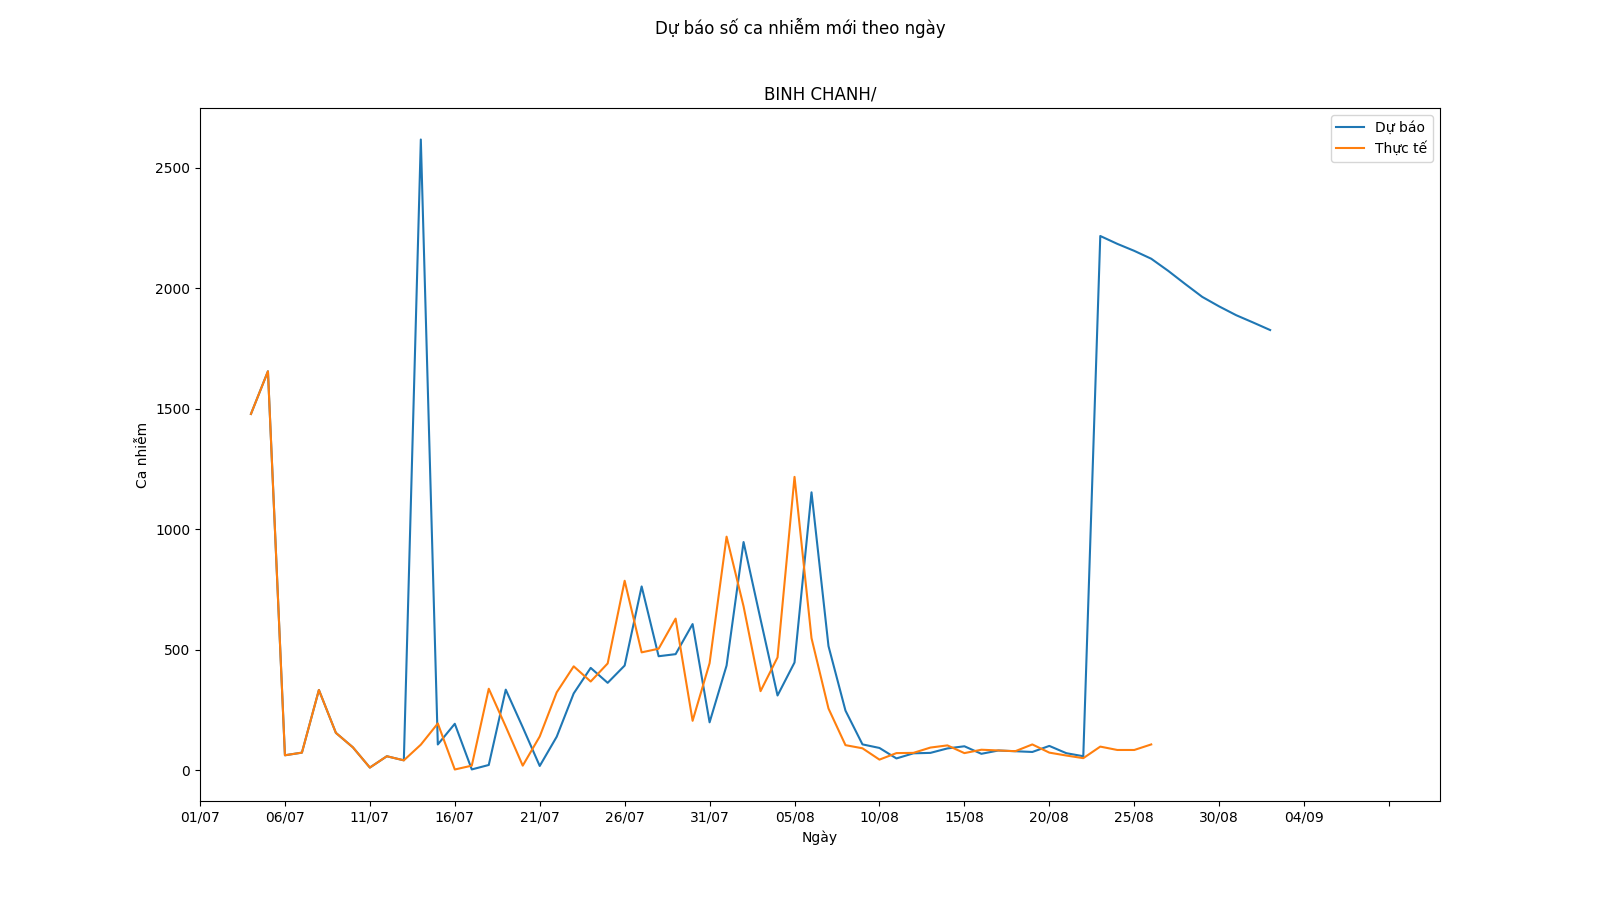 Dự báo số ca nhiễm mới theo ngày
BINH CHANH/
Dự báo
Thực tế
2500
2000
1500
1000
500
0
Ca nhiễm
01/07 06/07 11/07 16/07 21/07 26/07 31/07 05/08 10/08 15/08 20/08 25/08 30/08 04/09
Ngày